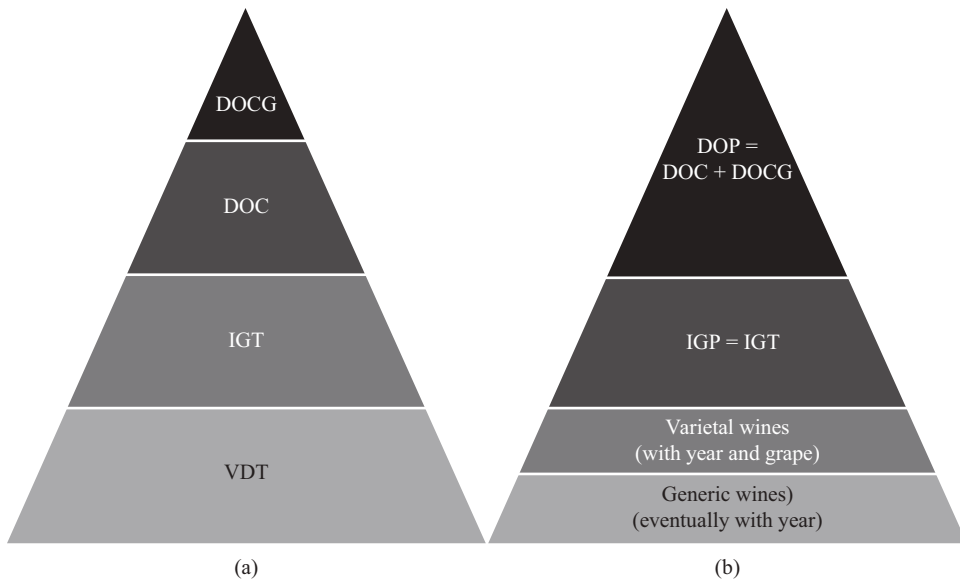 DOCG
DOC
IGT
VDT
(a)
DOP =
DOC + DOCG
IGP = IGT
Varietal wines
(with year and grape)
Generic wines)
(eventually with year)
(b)